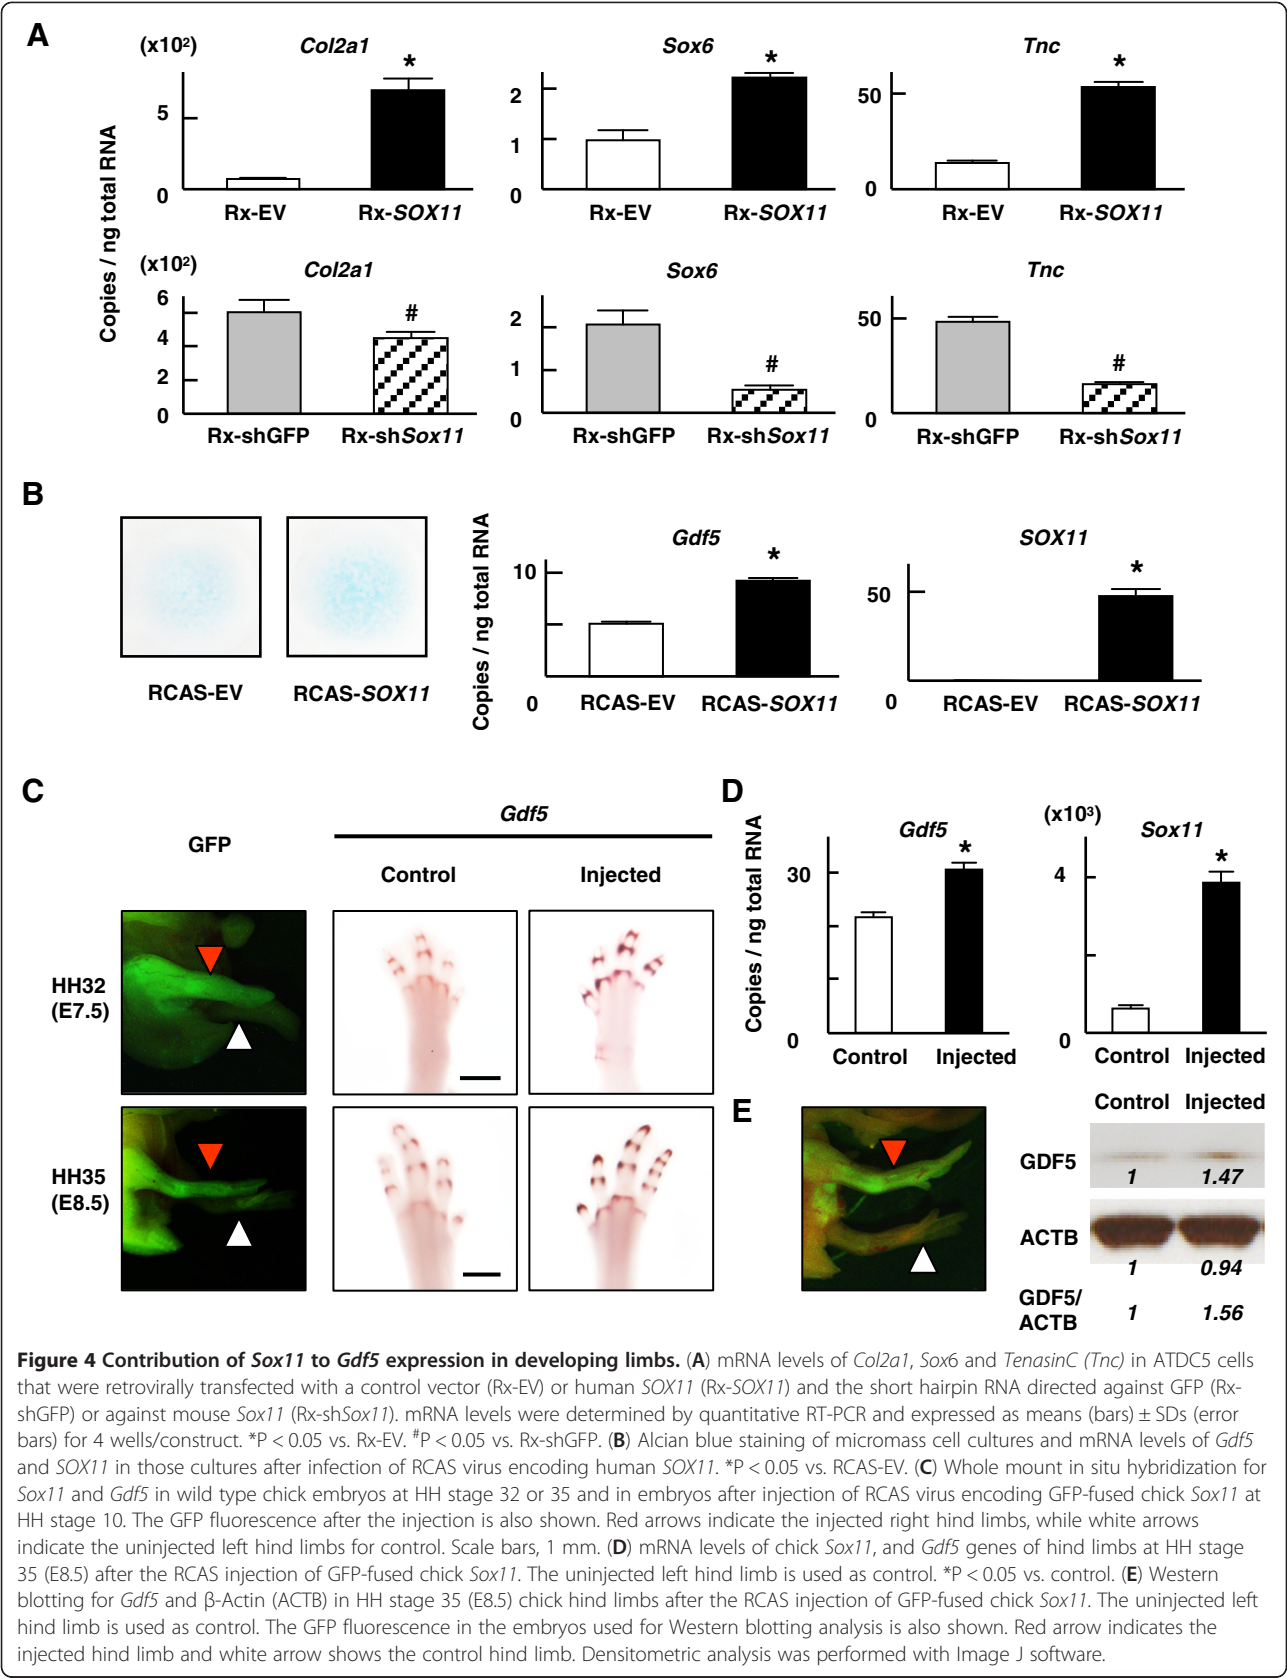 A
(x10²)
Col2a1
Sox6
Tnc
*
*
*
5
0
2
1
0
50
0
Copies / ng total RNA
Rx-EV
Rx-SOX11
Rx-EV
Rx-SOX11
Rx-EV
Rx-SOX11
(x10²)
Col2a1
Sox6
Tnc
#
#
#
6
4
2
0
2
1
0
50
0
Rx-shGFP
Rx-shSox11
Rx-shGFP
Rx-shSox11
Rx-shGFP
Rx-shSox11
B
RCAS-EV
RCAS-SOX11
Copies / ng total RNA
Gdf5
*
10
0
RCAS-EV
RCAS-SOX11
SOX11
*
50
0
RCAS-EV
RCAS-SOX11
C
Gdf5
GFP
Control
Injected
HH32
(E7.5)
HH35
(E8.5)
D
Copies / ng total RNA
Gdf5
*
30
0
Control
Injected
(x10³)
Sox11
*
4
0
Control
Injected
E
Control
Injected
GDF5
1
1.47
ACTB
1
0.94
GDF5/
ACTB
1
1.56
Figure 4 Contribution of Sox11 to Gdf5 expression in developing limbs. (A) mRNA levels of Col2a1, Sox6 and TenasinC (Tnc) in ATDC5 cells
that were retrovirally transfected with a control vector (Rx-EV) or human SOX11 (Rx-SOX11) and the short hairpin RNA directed against GFP (Rx-
shGFP) or against mouse Sox11 (Rx-shSox11). mRNA levels were determined by quantitative RT-PCR and expressed as means (bars) ± SDs (error
bars) for 4 wells/construct. *P < 0.05 vs. Rx-EV. #P < 0.05 vs. Rx-shGFP. (B) Alcian blue staining of micromass cell cultures and mRNA levels of Gdf5
and SOX11 in those cultures after infection of RCAS virus encoding human SOX11. *P < 0.05 vs. RCAS-EV. (C) Whole mount in situ hybridization for
Sox11 and Gdf5 in wild type chick embryos at HH stage 32 or 35 and in embryos after injection of RCAS virus encoding GFP-fused chick Sox11 at
HH stage 10. The GFP fluorescence after the injection is also shown. Red arrows indicate the injected right hind limbs, while white arrows
indicate the uninjected left hind limbs for control. Scale bars, 1 mm. (D) mRNA levels of chick Sox11, and Gdf5 genes of hind limbs at HH stage
35 (E8.5) after the RCAS injection of GFP-fused chick Sox11. The uninjected left hind limb is used as control. *P < 0.05 vs. control. (E) Western
blotting for Gdf5 and β-Actin (ACTB) in HH stage 35 (E8.5) chick hind limbs after the RCAS injection of GFP-fused chick Sox11. The uninjected left
hind limb is used as control. The GFP fluorescence in the embryos used for Western blotting analysis is also shown. Red arrow indicates the
injected hind limb and white arrow shows the control hind limb. Densitometric analysis was performed with Image J software.